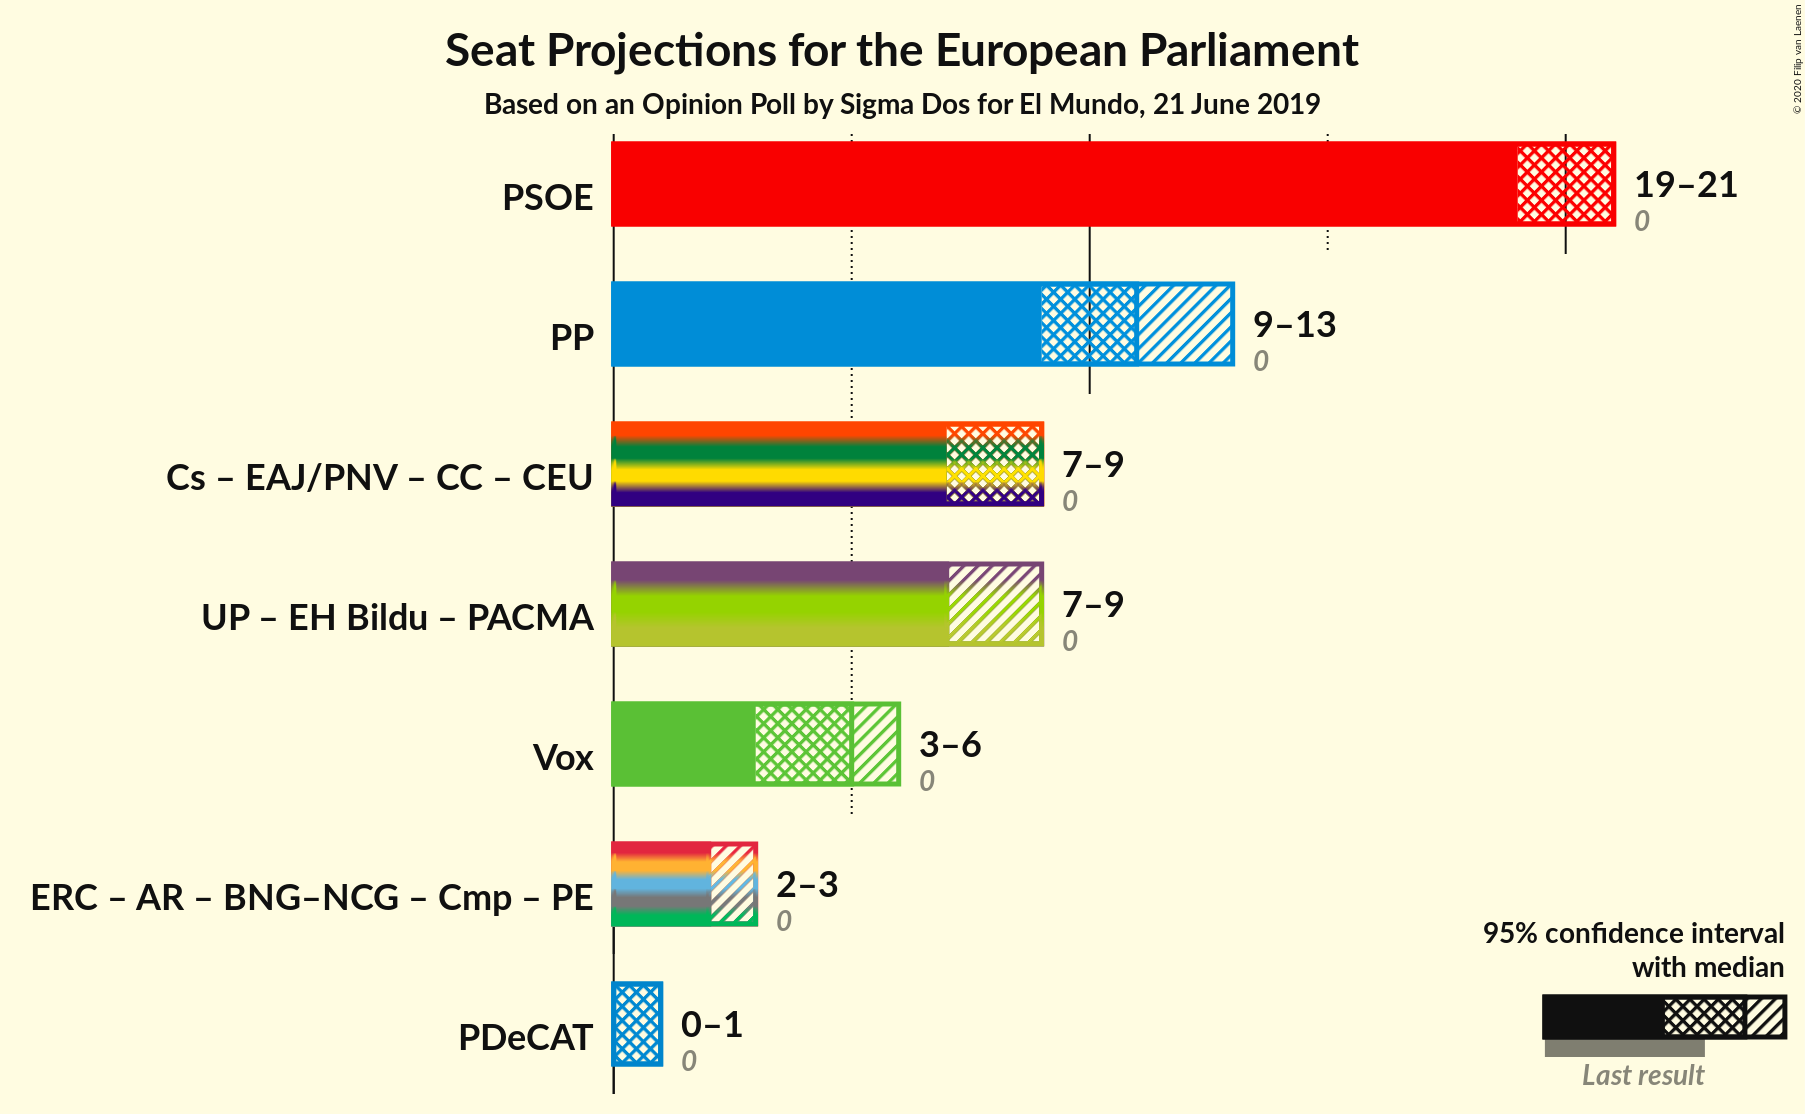 Seat Projections for the European Parliament
Based on an Opinion Poll by Sigma Dos for El Mundo, 21 June 2019
© 2020 Filip van Laenen
PSOE
19–21
0
PP
9–13
0
Cs – EAJ/PNV – CC – CEU
7–9
0
UP – EH Bildu – PACMA
7–9
0
Vox
3–6
0
ERC – AR – BNG–NCG – Cmp – PE
2–3
0
PDeCAT
0–1
0
95% confidence interval
with median
Last result